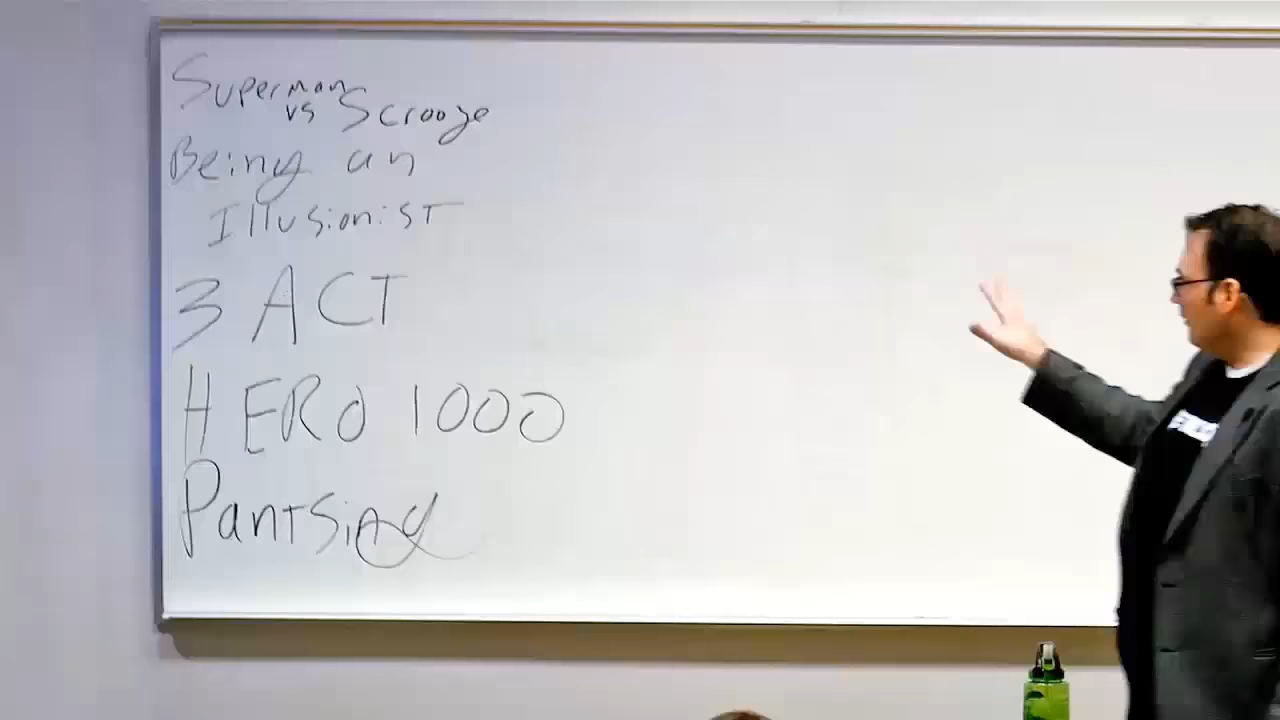 Superman
vs Scrooge
Being an
Illusionist
3 ACT
HERO 1000
Pantsing